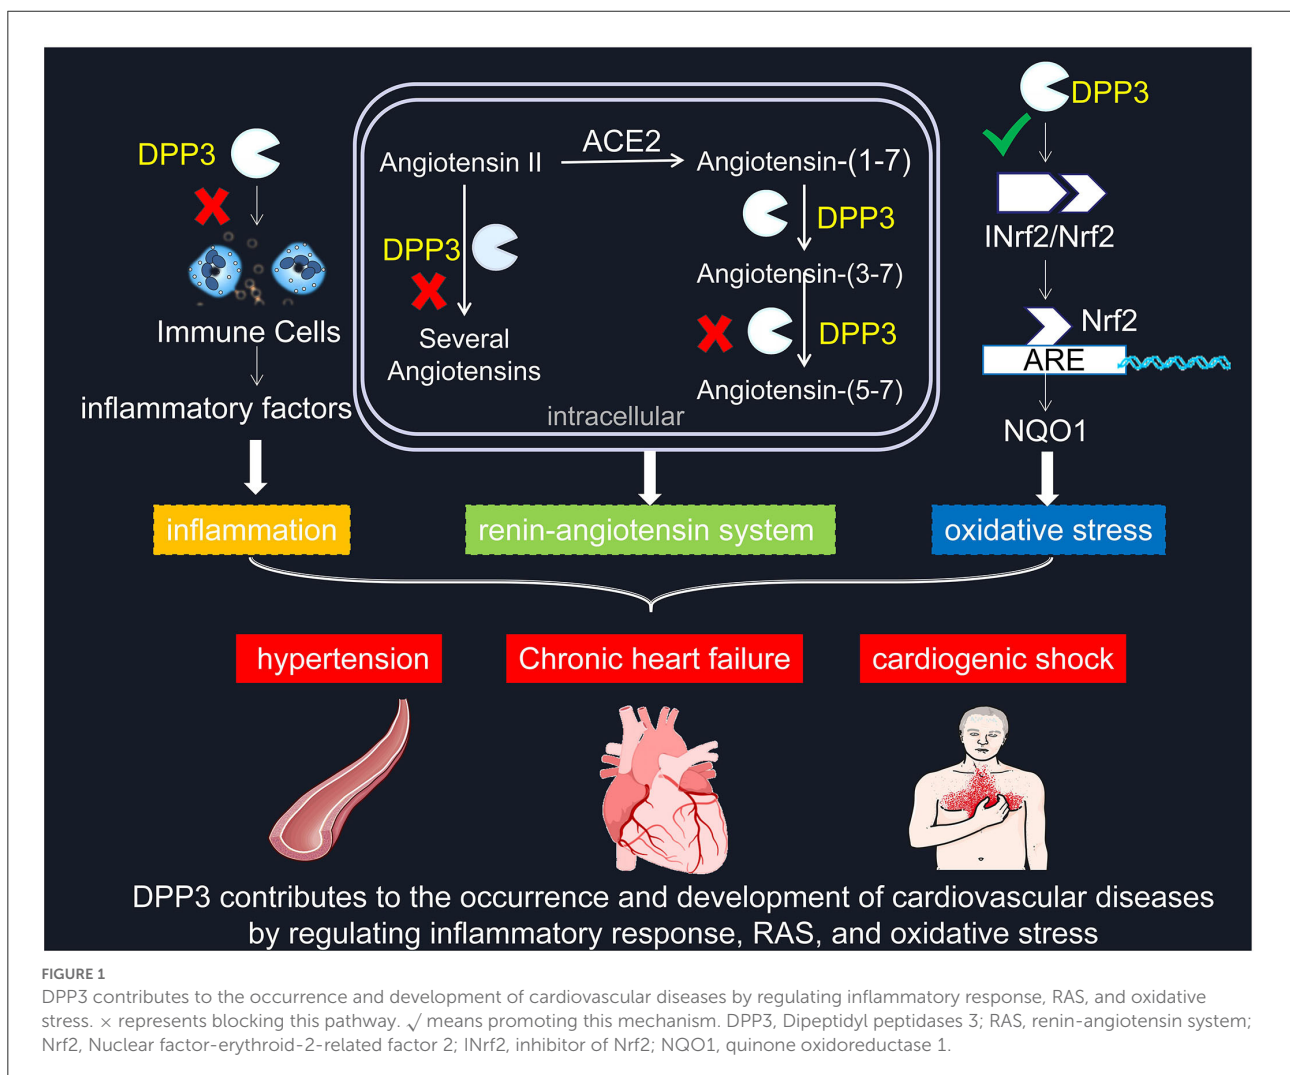 DPP3
Immune Cells
inflammatory factors
Angiotensin II
ACE2
Angiotensin-(1-7)
DPP3
Several
Angiotensins
DPP3
Angiotensin-(3-7)
DPP3
Angiotensin-(5-7)
intracellular
DPP3
INrf2/Nrf2
Nrf2
ARE
NQO1
inflammation
renin-angiotensin system
oxidative stress
hypertension
Chronic heart failure
cardiogenic shock
DPP3 contributes to the occurrence and development of cardiovascular diseases
by regulating inflammatory response, RAS, and oxidative stress
FIGURE 1
DPP3 contributes to the occurrence and development of cardiovascular diseases by regulating inflammatory response, RAS, and oxidative
stress. × represents blocking this pathway. √ means promoting this mechanism. DPP3, Dipeptidyl peptidases 3; RAS, renin-angiotensin system;
Nrf2, Nuclear factor-erythroid-2-related factor 2; INrf2, inhibitor of Nrf2; NQO1, quinone oxidoreductase 1.